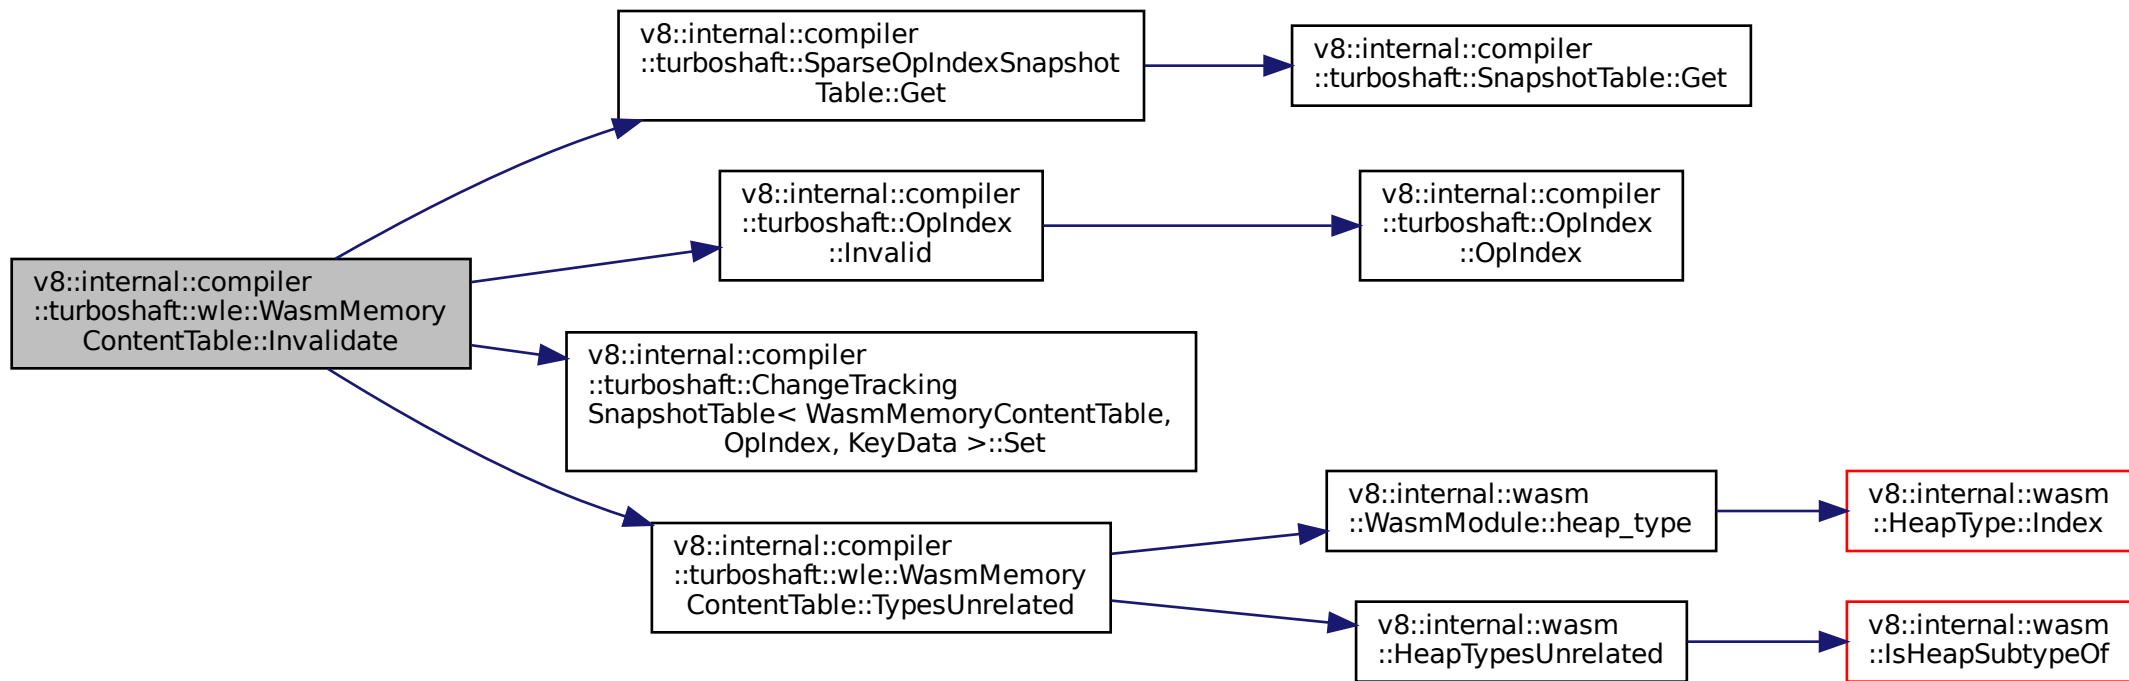 v8::internal::compiler
::turboshaft::wle::WasmMemory
ContentTable::Invalidate
v8::internal::compiler
::turboshaft::SparseOpIndexSnapshot
Table::Get
v8::internal::compiler
::turboshaft::SnapshotTable::Get
v8::internal::compiler
::turboshaft::OpIndex
::Invalid
v8::internal::compiler
::turboshaft::OpIndex
::OpIndex
v8::internal::compiler
::turboshaft::ChangeTracking
SnapshotTable< WasmMemoryContentTable,
OpIndex, KeyData >::Set
v8::internal::compiler
::turboshaft::wle::WasmMemory
ContentTable::TypesUnrelated
v8::internal::wasm
::WasmModule::heap_type
v8::internal::wasm
::HeapType::Index
v8::internal::wasm
::HeapTypesUnrelated
v8::internal::wasm
::IsHeapSubtypeOf